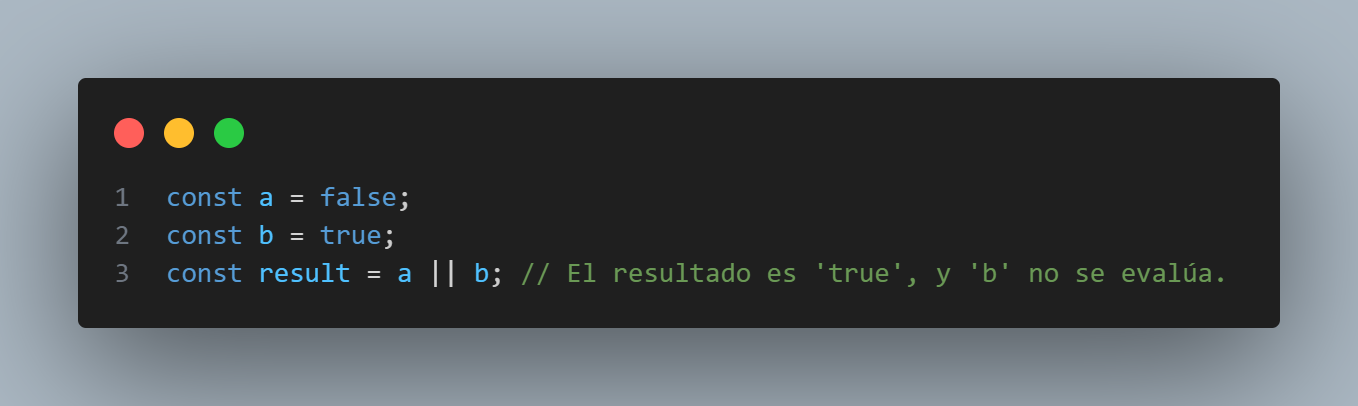 1 const a = false;
2 const b = true;
3 const result = a || b; // El resultado es 'true', y 'b' no se evalúa.